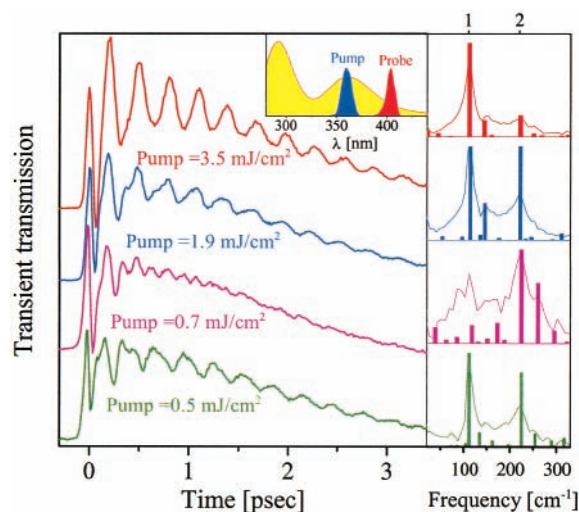 1 2
Pump Probe
300 350 400
λ [nm]
Pump =3.5 mJ/cm²
Pump =1.9 mJ/cm²
Pump =0.7 mJ/cm²
Pump =0.5 mJ/cm²
Transient transmission
0 1 2 3
100 200 300
Time [psec]
Frequency [cm⁻¹]